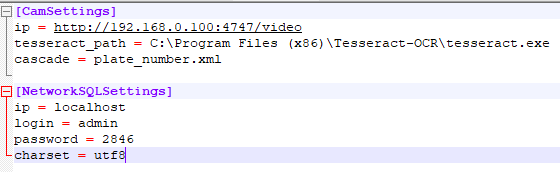 [CamSettings]
ip = http://192.168.0.100:4747/video
tesseract_path = C:\Program Files (x86)\Tesseract-OCR\tesseract.exe
cascade = plate_number.xml
[NetworkSQLSettings]
ip = localhost
login = admin
password = 2846
charset = utf8